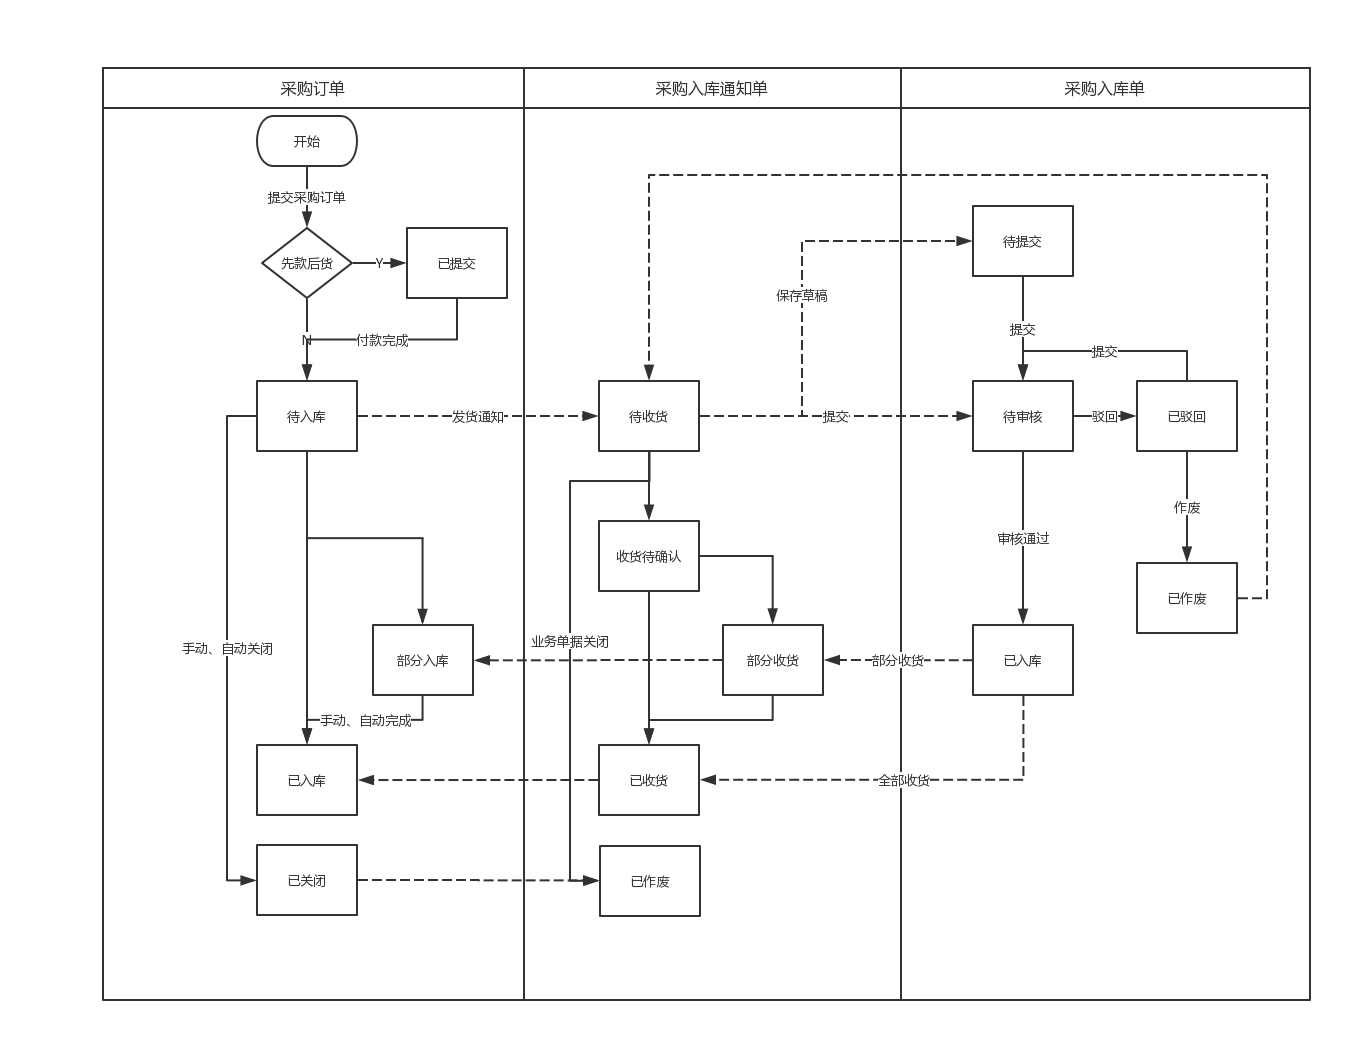 采购订单
采购入库通知单
采购入库单
开始
提交采购订单
先款后货
Y
已提交
待提交
保存草稿
提交
N
付款完成
提交
待入库
发货通知
待收货
提交
待审核
驳回
已驳回
作废
审核通过
收货待确认
已作废
手动、自动关闭
业务单据关闭
部分入库
部分收货
部分收货
已入库
手动、自动完成
已入库
已收货
全部收货
已关闭
已作废